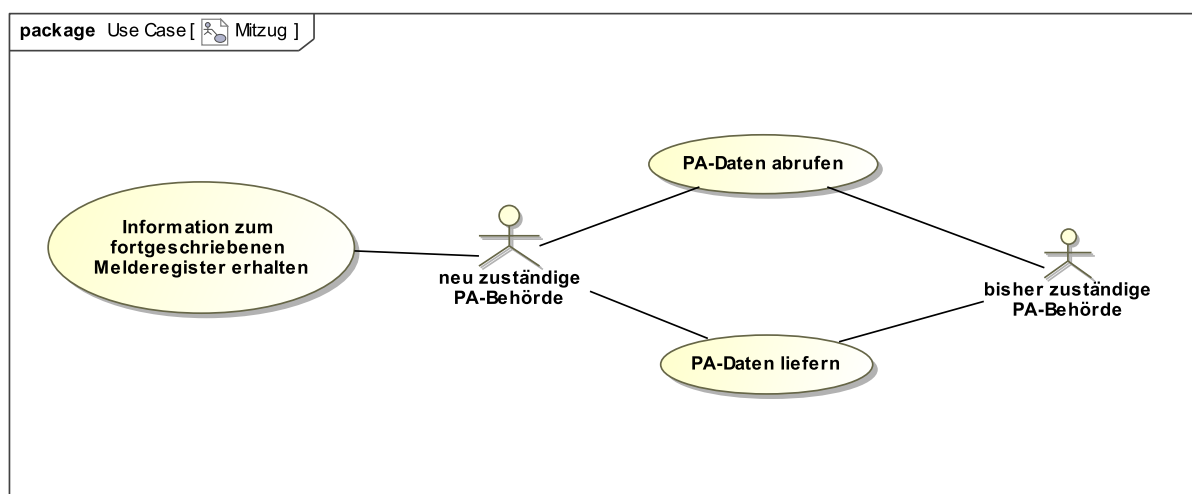 package Use Case [ Mitzug ]
PA-Daten abrufen
Information zum
fortgeschriebenen
Melderegister erhalten
neu zuständige
PA-Behörde
bisher zuständige
PA-Behörde
PA-Daten liefern